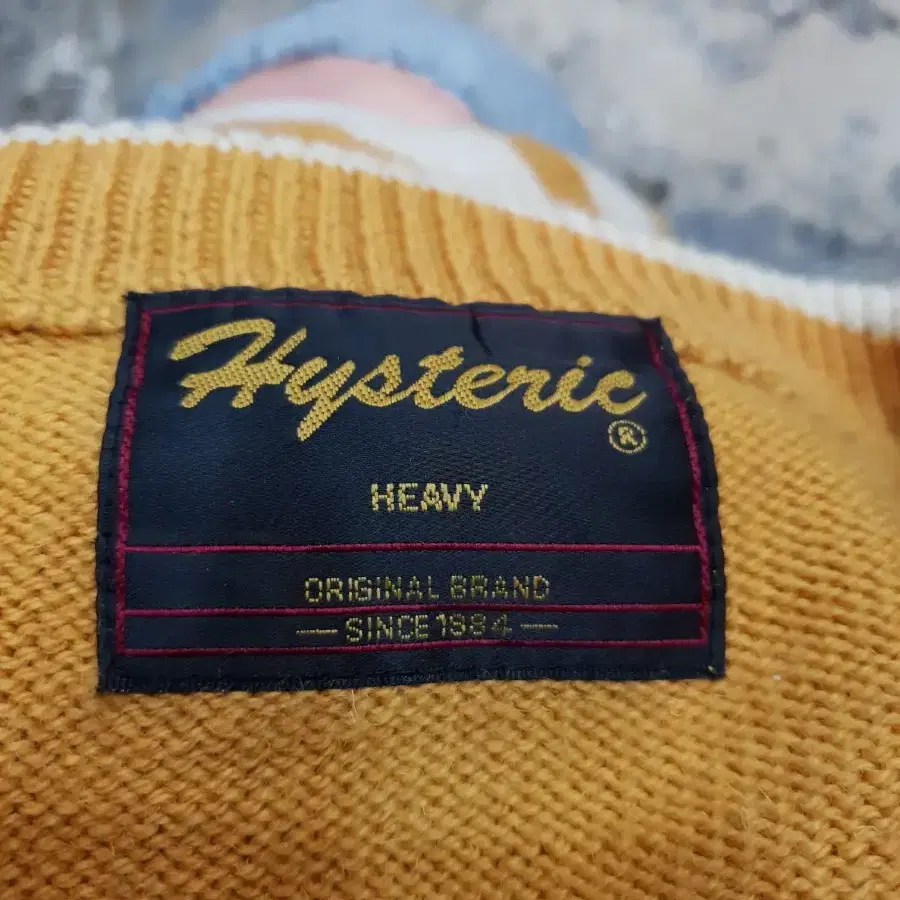 Hysteric
®
HEAVY
ORIGINAL BRAND
— SINCE 1984 —